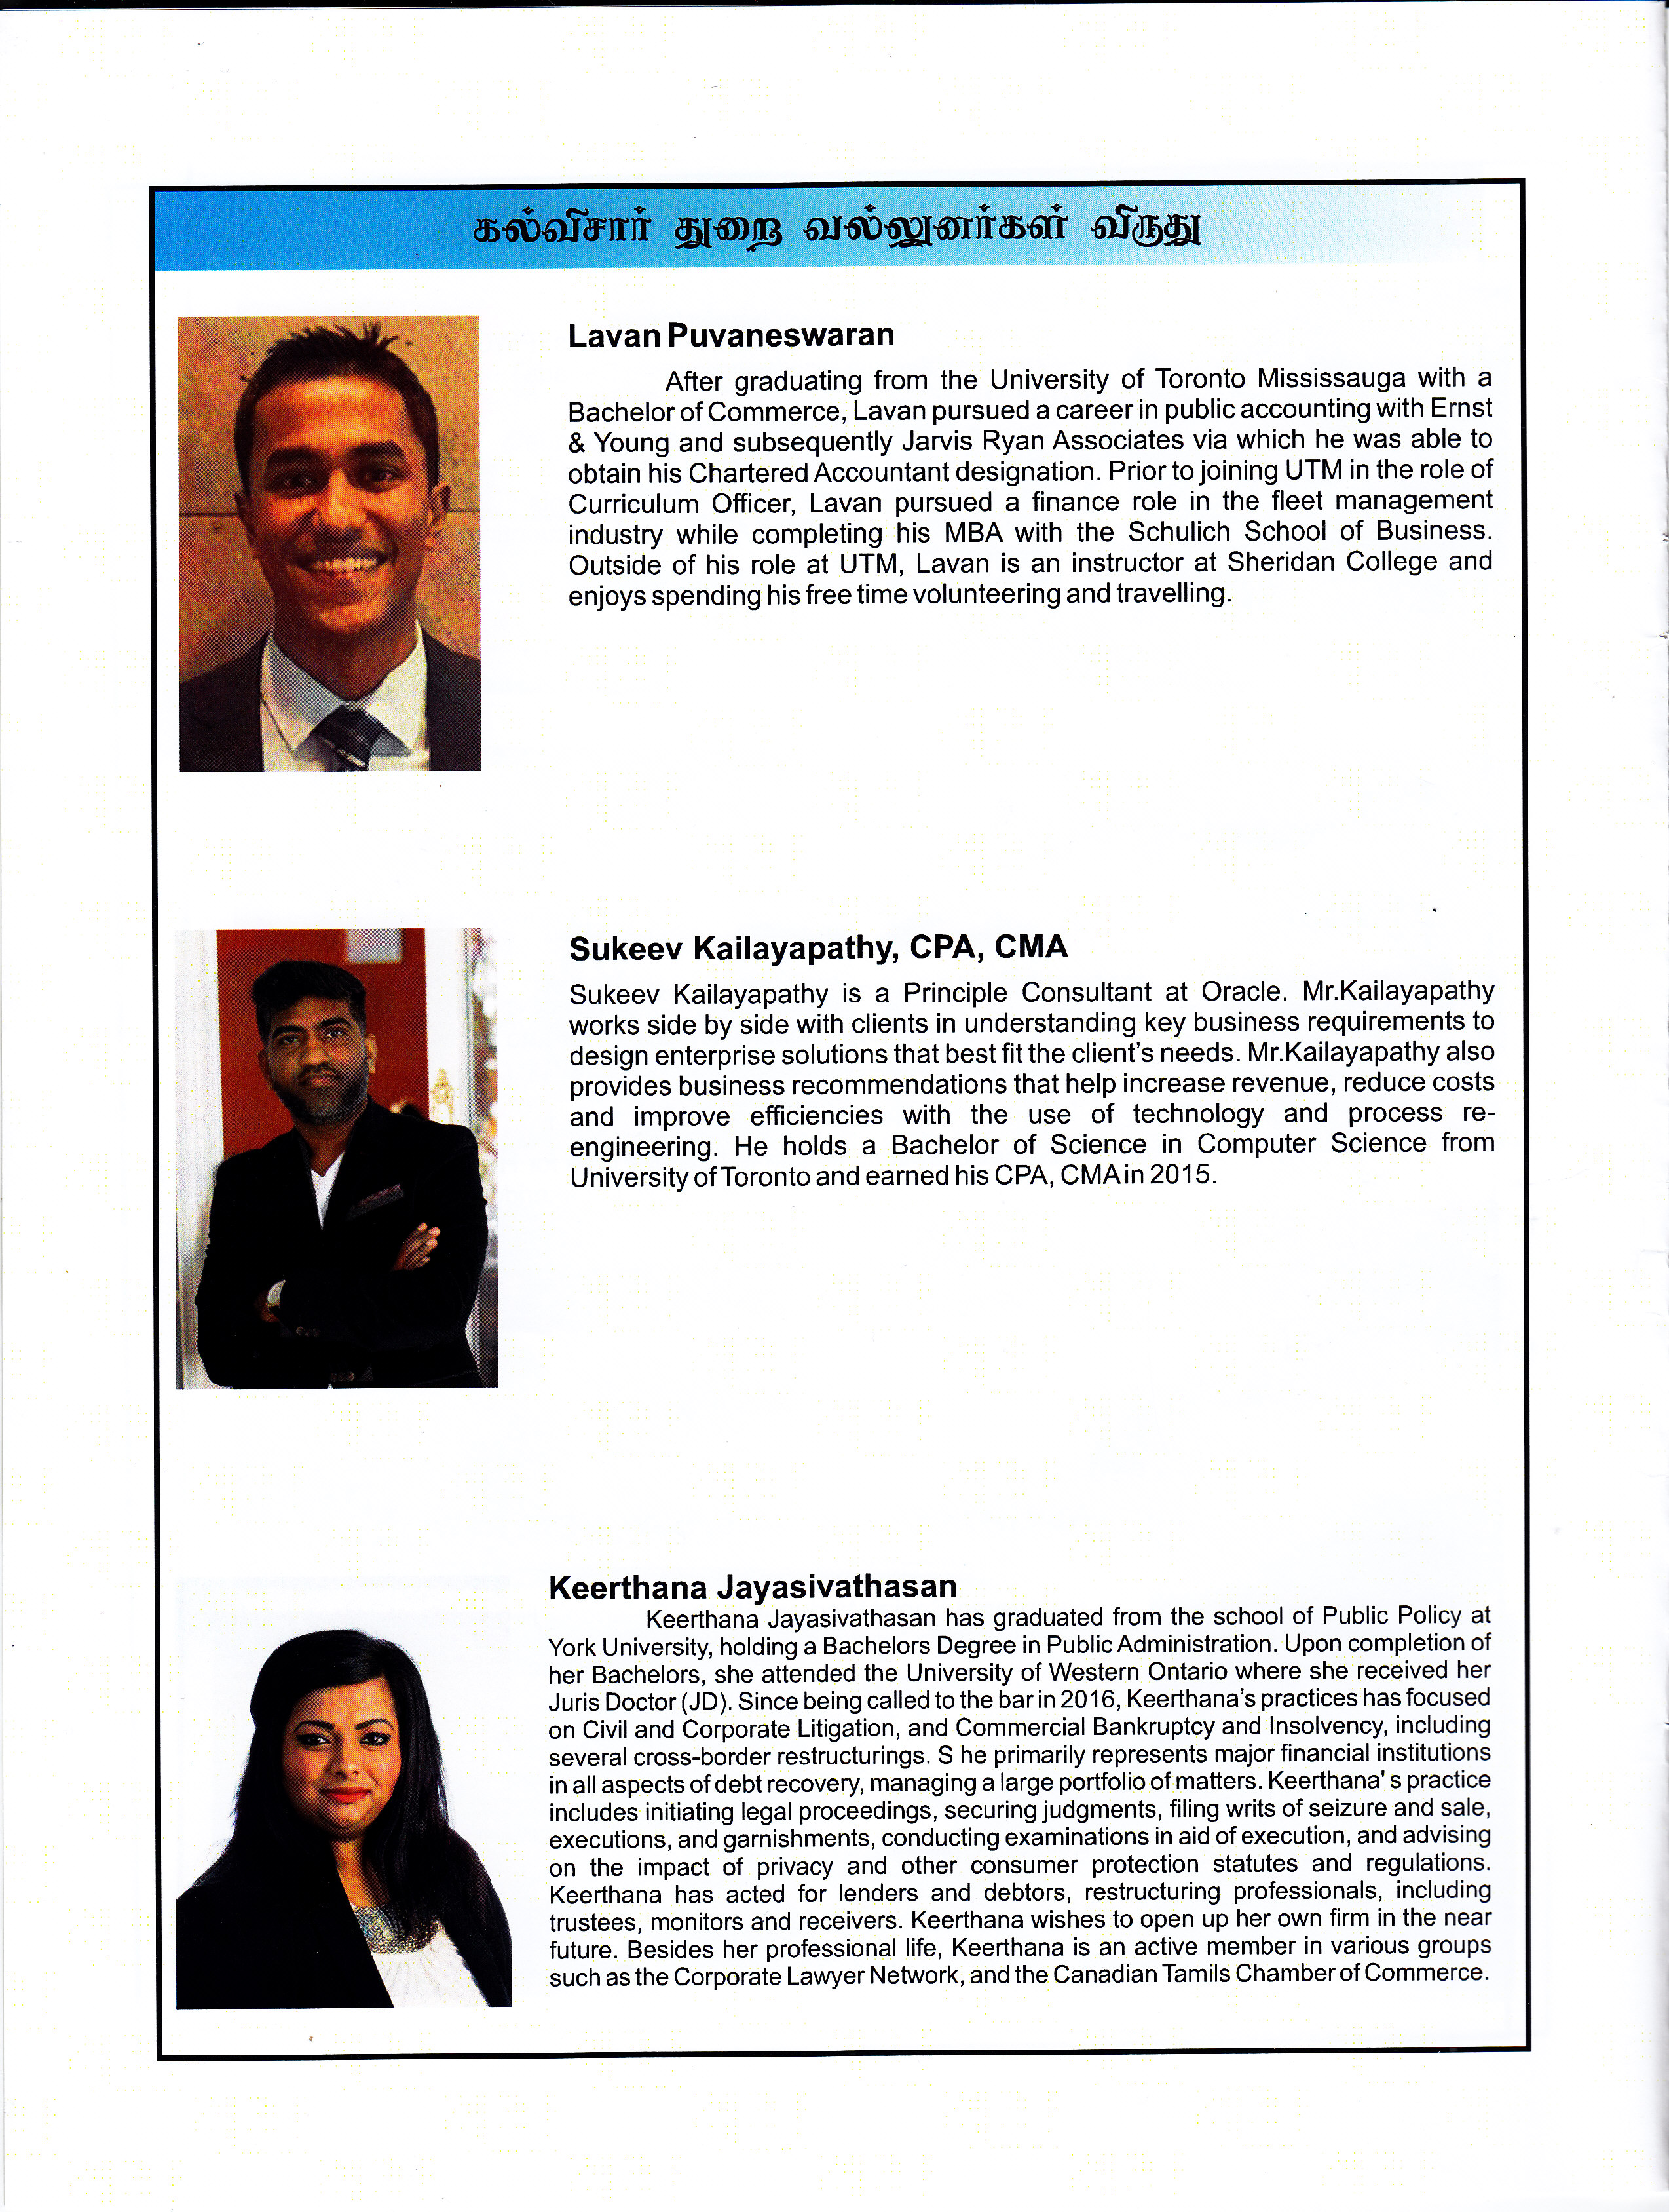 கல்விசார் துறை வல்லுனர்கள் விருது
Lavan Puvaneswaran
After graduating from the University of Toronto Mississauga with a
Bachelor of Commerce, Lavan pursued a career in public accounting with Ernst
& Young and subsequently Jarvis Ryan Associates via which he was able to
obtain his Chartered Accountant designation. Prior to joining UTM in the role of
Curriculum Officer, Lavan pursued a finance role in the fleet management
industry while completing his MBA with the Schulich School of Business.
Outside of his role at UTM, Lavan is an instructor at Sheridan College and
enjoys spending his free time volunteering and travelling.
Sukeev Kailayapathy, CPA, CMA
Sukeev Kailayapathy is a Principle Consultant at Oracle. Mr.Kailayapathy
works side by side with clients in understanding key business requirements to
design enterprise solutions that best fit the client's needs. Mr.Kailayapathy also
provides business recommendations that help increase revenue, reduce costs
and improve efficiencies with the use of technology and process re-
engineering. He holds a Bachelor of Science in Computer Science from
University of Toronto and earned his CPA, CMA in 2015.
Keerthana Jayasivathasan
Keerthana Jayasivathasan has graduated from the school of Public Policy at
York University, holding a Bachelors Degree in Public Administration. Upon completion of
her Bachelors, she attended the University of Western Ontario where she received her
Juris Doctor (JD). Since being called to the bar in 2016, Keerthana's practices has focused
on Civil and Corporate Litigation, and Commercial Bankruptcy and Insolvency, including
several cross-border restructurings. S he primarily represents major financial institutions
in all aspects of debt recovery, managing a large portfolio of matters. Keerthana' s practice
includes initiating legal proceedings, securing judgments, filing writs of seizure and sale,
executions, and garnishments, conducting examinations in aid of execution, and advising
on the impact of privacy and other consumer protection statutes and regulations.
Keerthana has acted for lenders and debtors, restructuring professionals, including
trustees, monitors and receivers. Keerthana wishes to open up her own firm in the near
future. Besides her professional life, Keerthana is an active member in various groups
such as the Corporate Lawyer Network, and the Canadian Tamils Chamber of Commerce.